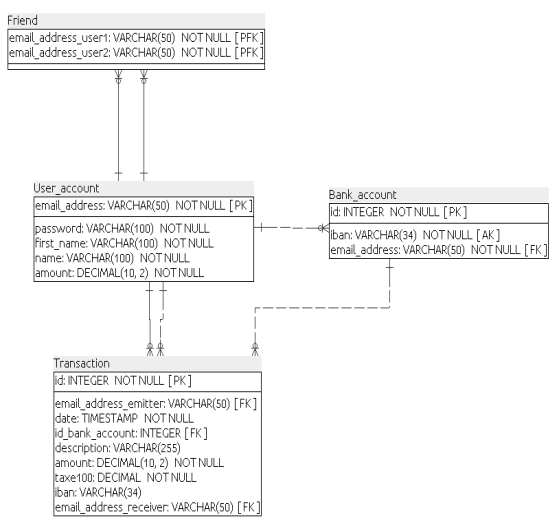 Friend
email_address_user1: VARCHAR(50) NOT NULL [ PFK ]
email_address_user2: VARCHAR(50) NOT NULL [ PFK ]
User_account
email_address: VARCHAR(50) NOT NULL [ PK ]
password: VARCHAR(100) NOT NULL
first_name: VARCHAR(100) NOT NULL
name: VARCHAR(100) NOT NULL
amount: DECIMAL(10, 2) NOT NULL
Bank_account
id: INTEGER NOT NULL [ PK ]
iban: VARCHAR(34) NOT NULL [ AK ]
email_address: VARCHAR(50) NOT NULL [ FK ]
Transaction
id: INTEGER NOT NULL [ PK ]
email_address_emitter: VARCHAR(50) [ FK ]
date: TIMESTAMP NOT NULL
id_bank_account: INTEGER [ FK ]
description: VARCHAR(255)
amount: DECIMAL(10, 2) NOT NULL
taxe100: DECIMAL NOT NULL
iban: VARCHAR(34)
email_address_receiver: VARCHAR(50) [ FK ]